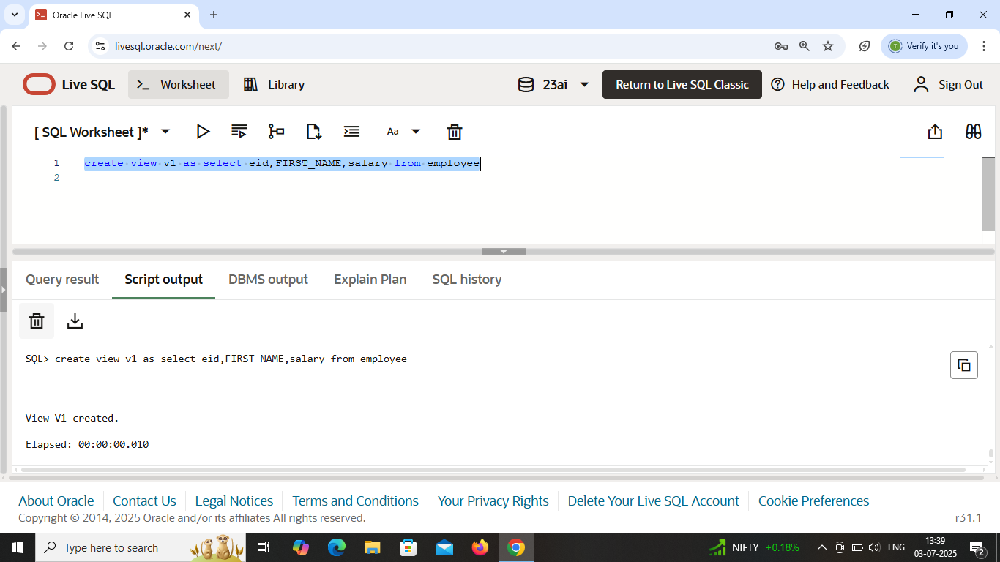 Oracle Live SQL
livesql.oracle.com/next/
T
Verify it's you
Live SQL
Worksheet
Library
23ai
Return to Live SQL Classic
Help and Feedback
Sign Out
[ SQL Worksheet ]*
Aa
1 create view v1 as select eid,FIRST_NAME,salary from employee
2
Query result
Script output
DBMS output
Explain Plan
SQL history
SQL> create view v1 as select eid,FIRST_NAME,salary from employee
View V1 created.
Elapsed: 00:00:00.010
About Oracle
Contact Us
Legal Notices
Terms and Conditions
Your Privacy Rights
Delete Your Live SQL Account
Cookie Preferences
Copyright © 2014, 2025 Oracle and/or its affiliates All rights reserved.
r31.1
Type here to search
NIFTY +0.18%
ENG
13:39
03-07-2025
2